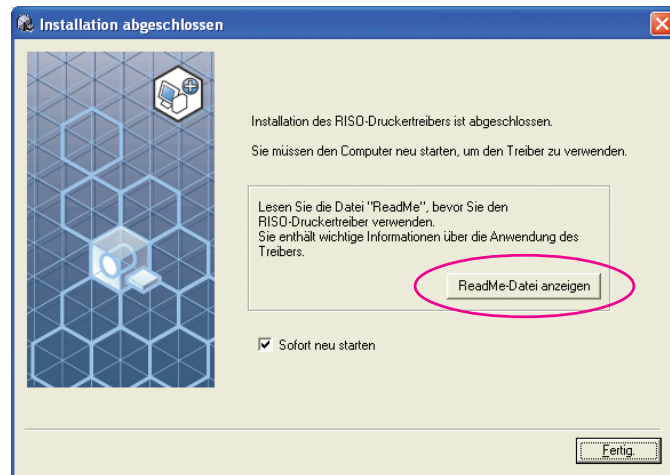 Installation abgeschlossen
Installation des RISO-Druckertreibers ist abgeschlossen.
Sie müssen den Computer neu starten, um den Treiber zu verwenden.
Lesen Sie die Datei "ReadMe", bevor Sie den
RISO-Druckertreiber verwenden.
Sie enthält wichtige Informationen über die Anwendung des
Treibers.
ReadMe-Datei anzeigen
Sofort neu starten
Fertig.